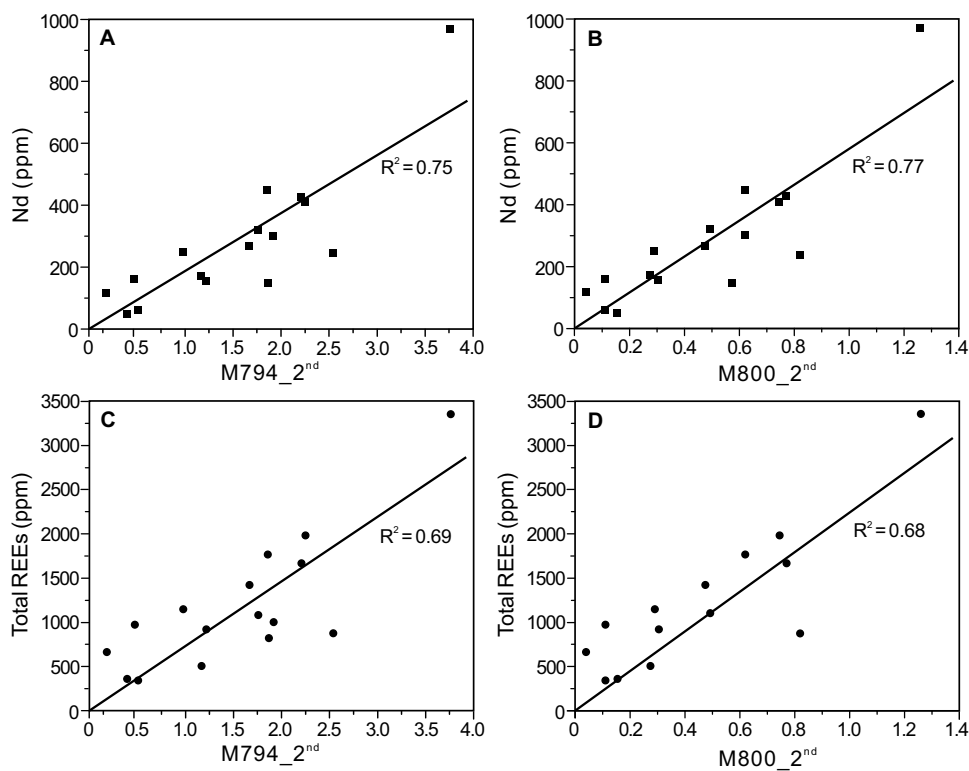 A
Nd (ppm)
1000
800
600
400
200
0
R² = 0.75
0 0.5 1.0 1.5 2.0 2.5 3.0 3.5 4.0
M794_2ⁿᵈ
B
Nd (ppm)
1000
800
600
400
200
0
R² = 0.77
0 0.2 0.4 0.6 0.8 1.0 1.2 1.4
M800_2ⁿᵈ
C
Total REEs (ppm)
3500
3000
2500
2000
1500
1000
500
0
R² = 0.69
0 0.5 1.0 1.5 2.0 2.5 3.0 3.5 4.0
M794_2ⁿᵈ
D
Total REEs (ppm)
3500
3000
2500
2000
1500
1000
500
0
R² = 0.68
0 0.2 0.4 0.6 0.8 1.0 1.2 1.4
M800_2ⁿᵈ